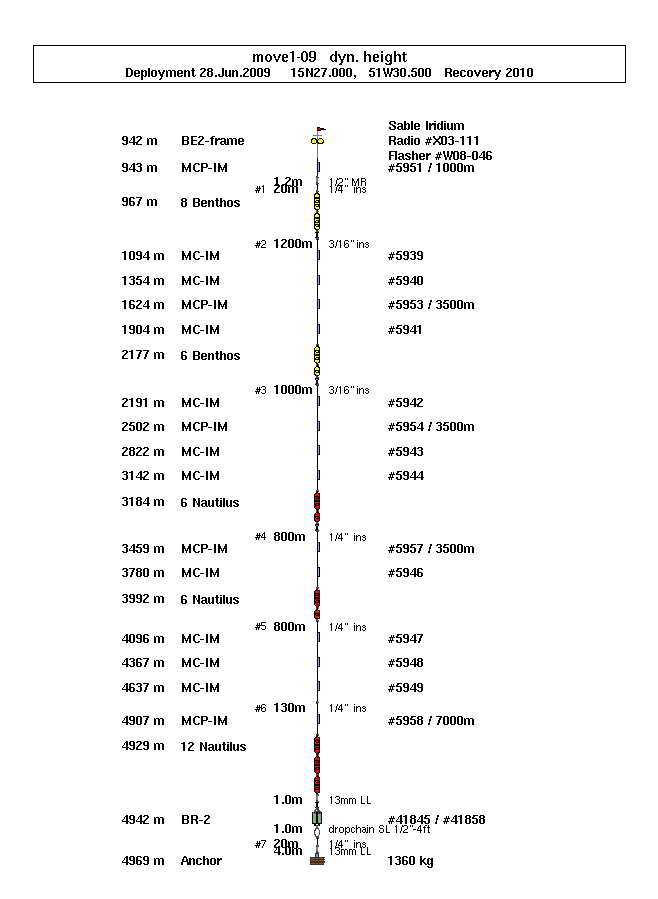 move1-09 dyn. height
Deployment 28.Jun.2009 15N27.000, 51W30.500 Recovery 2010
Sable Iridium
942 m BE2-frame Radio #X03-111
Flasher #W08-046
943 m MCP-IM #5951 / 1000m
1.2m 1/2" MR
#1 20m 1/4" ins
967 m 8 Benthos
#2 1200m 3/16" ins
1094 m MC-IM #5939
1354 m MC-IM #5940
1624 m MCP-IM #5953 / 3500m
1904 m MC-IM #5941
2177 m 6 Benthos
#3 1000m 3/16" ins
2191 m MC-IM #5942
2502 m MCP-IM #5954 / 3500m
2822 m MC-IM #5943
3142 m MC-IM #5944
3184 m 6 Nautilus
#4 800m 1/4" ins
3459 m MCP-IM #5957 / 3500m
3780 m MC-IM #5946
3992 m 6 Nautilus
#5 800m 1/4" ins
4096 m MC-IM #5947
4367 m MC-IM #5948
4637 m MC-IM #5949
#6 130m 1/4" ins
4907 m MCP-IM #5958 / 7000m
4929 m 12 Nautilus
1.0m 13mm LL
4942 m BR-2 #41845 / #41858
1.0m dropchain SL 1/2"-4ft
#7 20m 1/4" ins
4.0m 13mm LL
4969 m Anchor 1360 kg